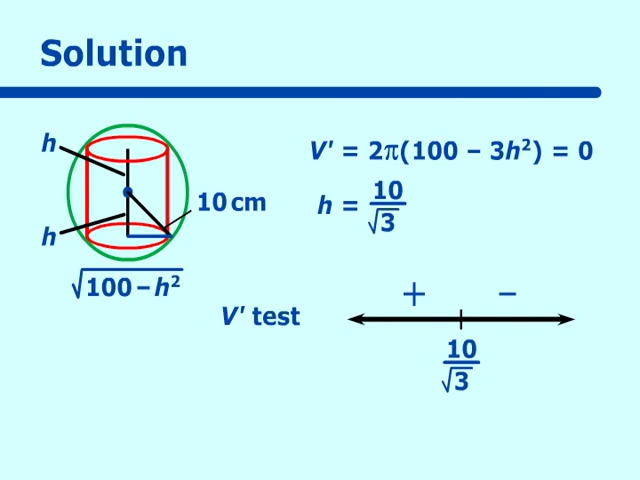 Solution
h
h
10 cm
√100 – h²
V' = 2π(100 – 3h²) = 0
h = 10/√3
V' test
+ –
10/√3